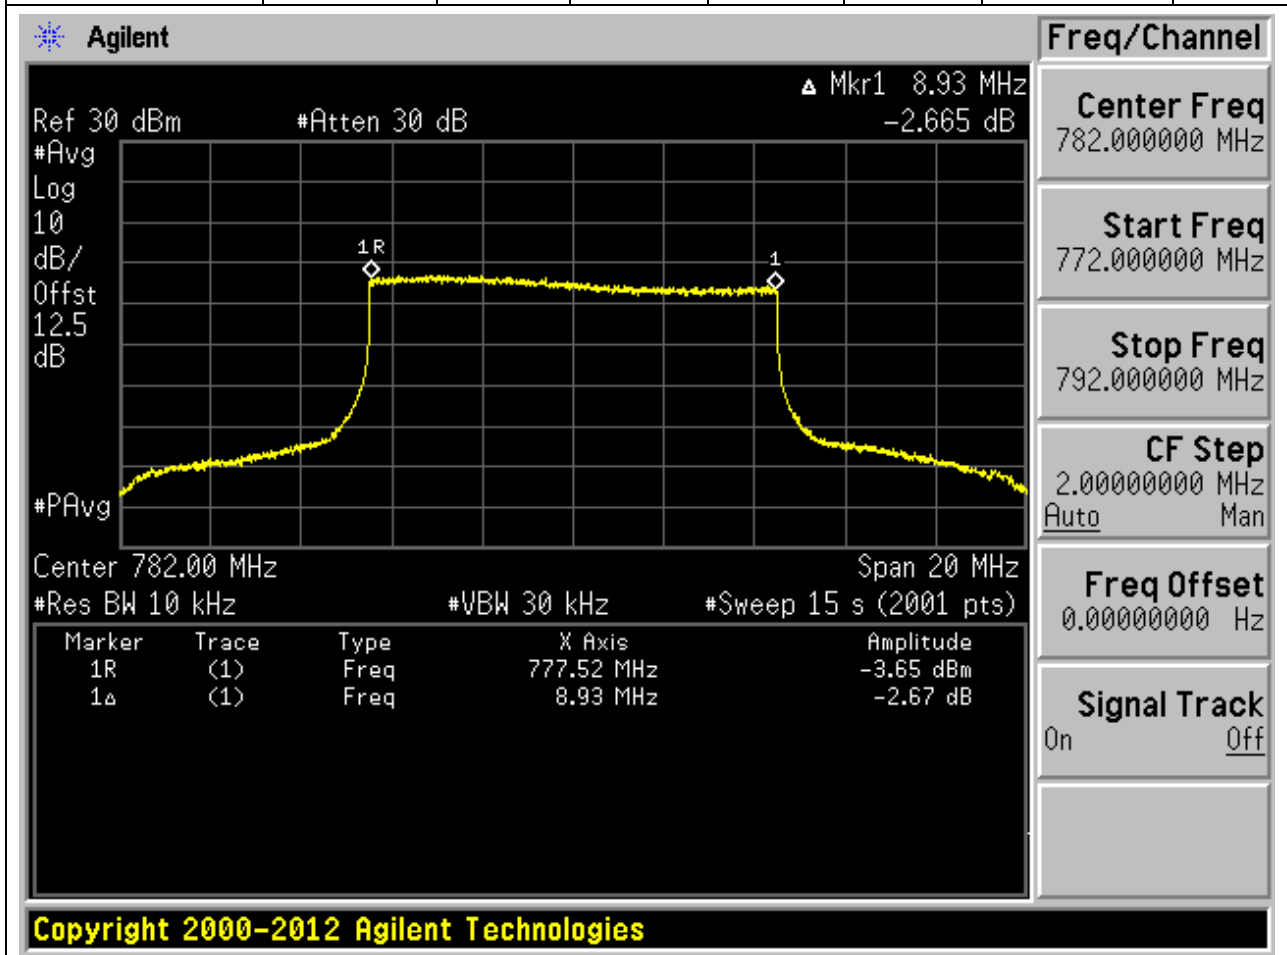 Agilent
Freq/Channel
Δ Mkr1 8.93 MHz
Ref 30 dBm #Atten 30 dB -2.665 dB
#Avg
Log
10
dB/
Offst
12.5
dB
#PAvg
1R
1
Center 782.00 MHz Span 20 MHz
#Res BW 10 kHz #VBW 30 kHz #Sweep 15 s (2001 pts)
Marker Trace Type X Axis Amplitude
1R (1) Freq 777.52 MHz -3.65 dBm
1Δ (1) Freq 8.93 MHz -2.67 dB
Center Freq
782.000000 MHz
Start Freq
772.000000 MHz
Stop Freq
792.000000 MHz
CF Step
2.00000000 MHz
Auto Man
Freq Offset
0.00000000 Hz
Signal Track
On Off
Copyright 2000-2012 Agilent Technologies